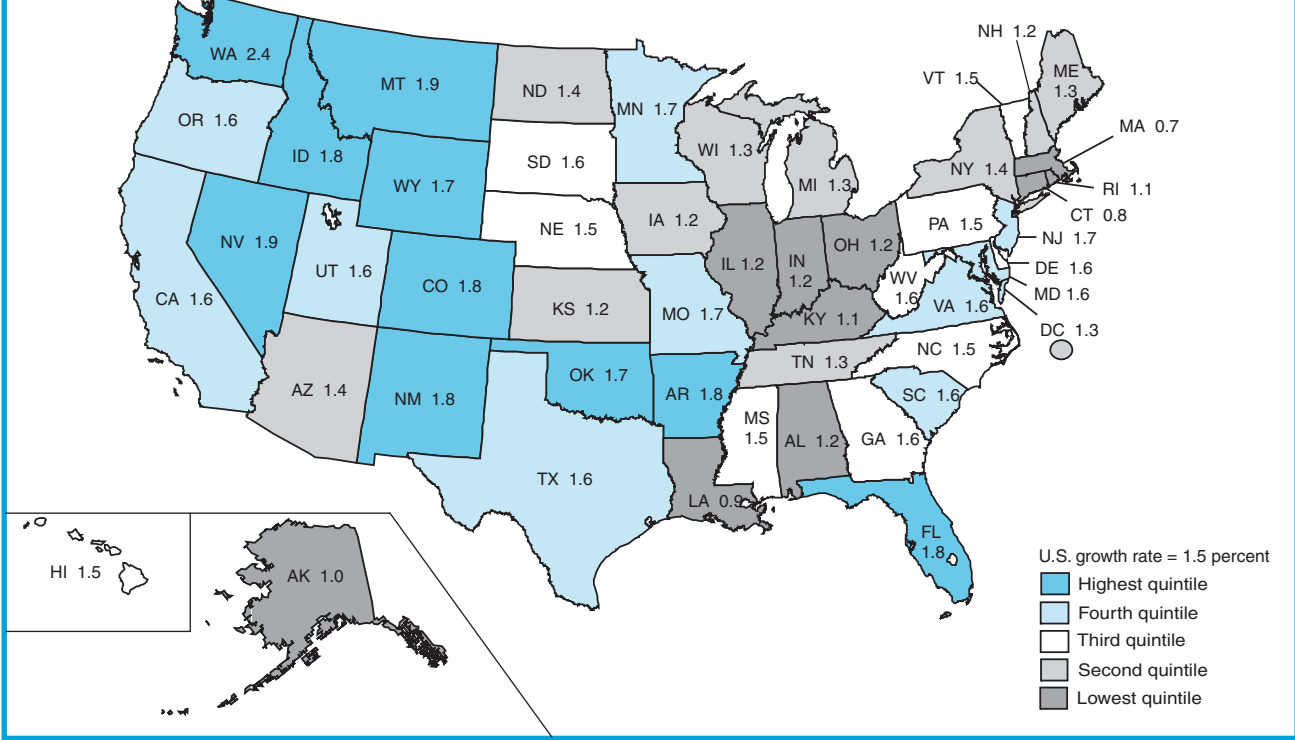 NH 1.2
WA 2.4
VT 1.5
ME
1.3
MT 1.9
ND 1.4
MN 1.7
OR 1.6
MA 0.7
ID 1.8
SD 1.6
WI 1.3
NY 1.4
WY 1.7
MI 1.3
RI 1.1
CT 0.8
IA 1.2
NE 1.5
PA 1.5
NJ 1.7
NV 1.9
OH 1.2
UT 1.6
IL 1.2
IN
1.2
DE 1.6
CO 1.8
WV
1.6
MD 1.6
CA 1.6
KS 1.2
MO 1.7
VA 1.6
KY 1.1
DC 1.3
NC 1.5
TN 1.3
OK 1.7
AZ 1.4
NM 1.8
AR 1.8
SC 1.6
MS
1.5
AL 1.2
GA 1.6
TX 1.6
LA 0.9
FL
1.8
HI 1.5
AK 1.0
U.S. growth rate = 1.5 percent
Highest quintile
Fourth quintile
Third quintile
Second quintile
Lowest quintile